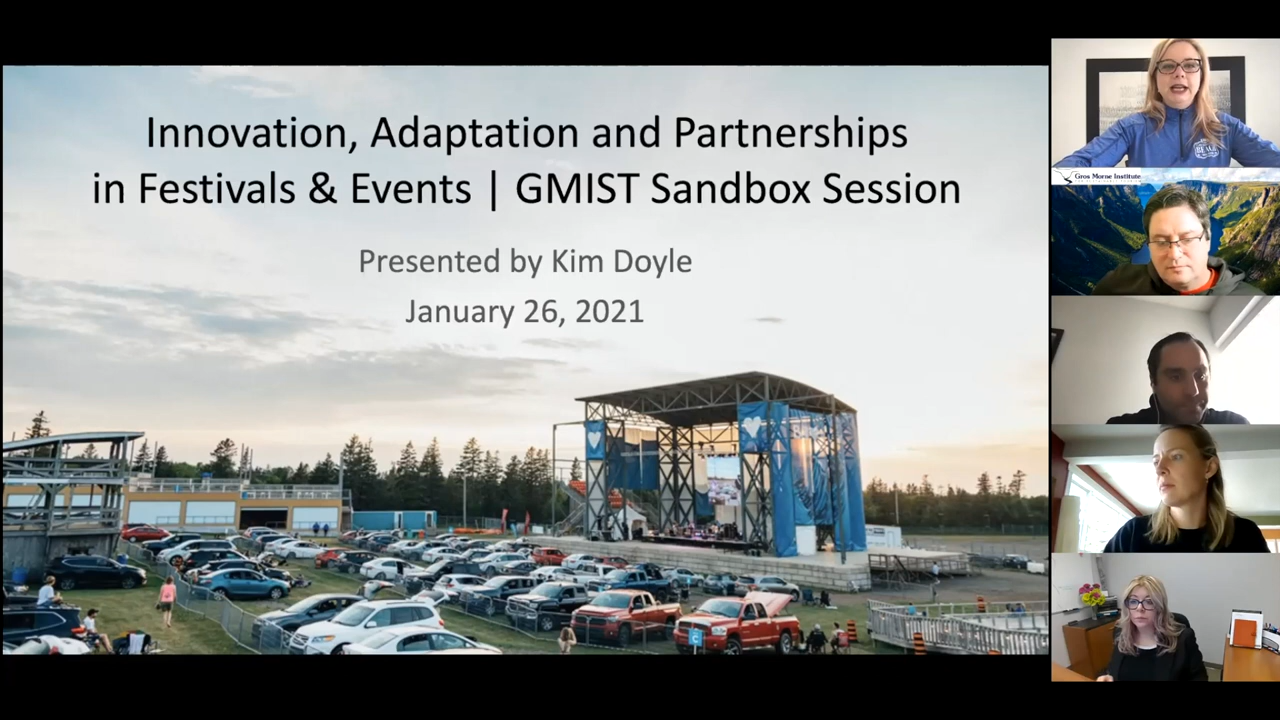 Innovation, Adaptation and Partnerships
in Festivals & Events | GMIST Sandbox Session
Presented by Kim Doyle
January 26, 2021
Gros Morne Institute
C